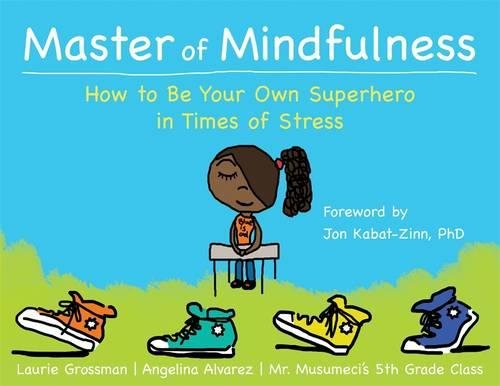 Master of Mindfulness
How to Be Your Own Superhero
in Times of Stress
Foreword by
Jon Kabat-Zinn, PhD
Laurie Grossman | Angelina Alvarez | Mr. Musumeci's 5th Grade Class